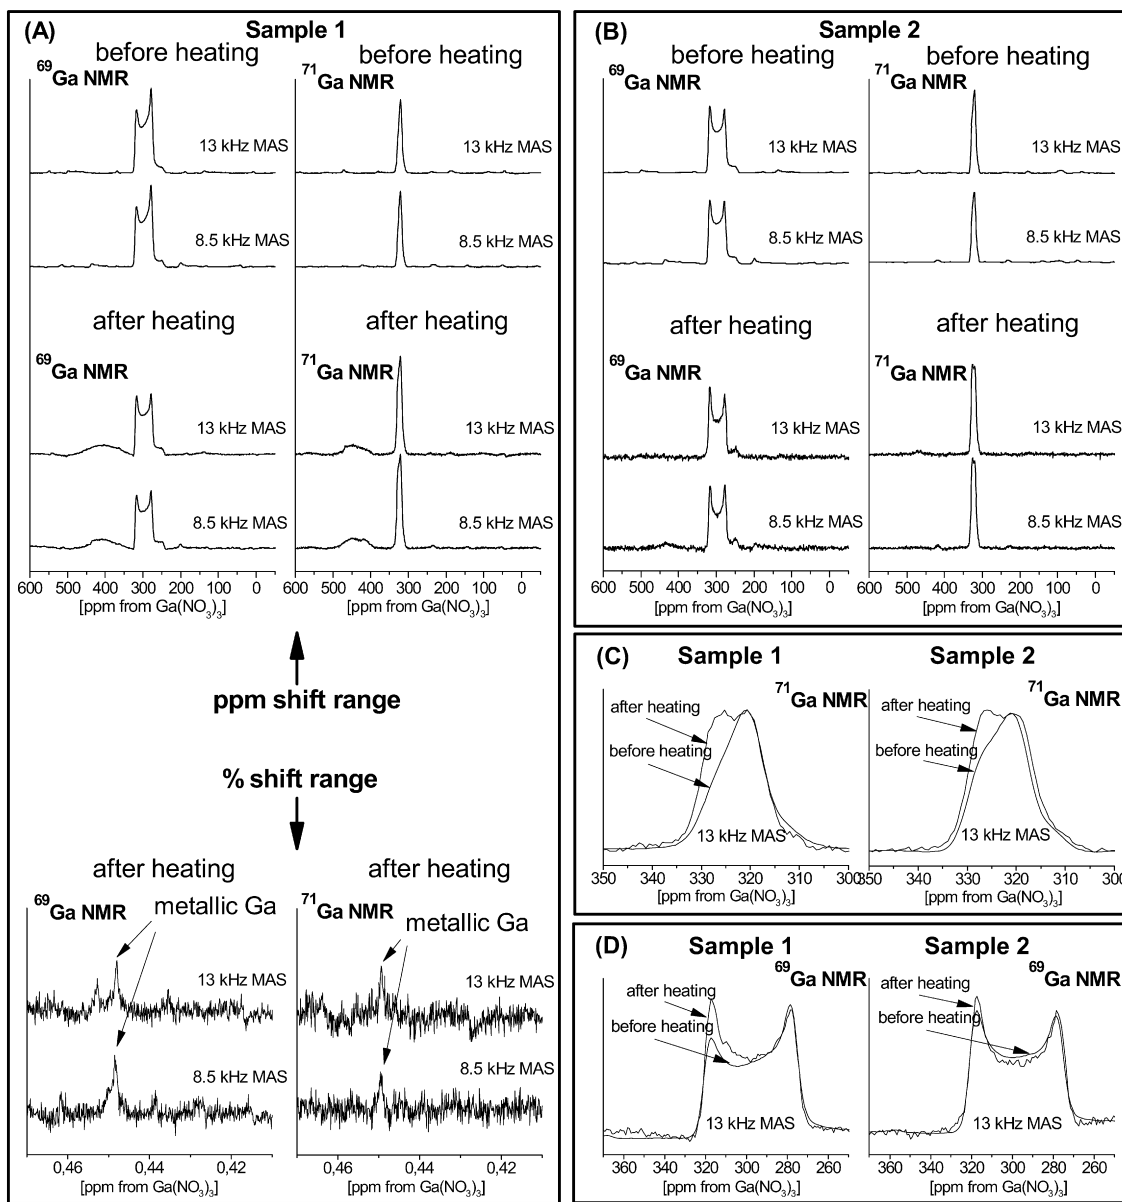 (A) Sample 1
before heating before heating
69Ga NMR 71Ga NMR
13 kHz MAS 13 kHz MAS
8.5 kHz MAS 8.5 kHz MAS
after heating after heating
69Ga NMR 71Ga NMR
13 kHz MAS 13 kHz MAS
8.5 kHz MAS 8.5 kHz MAS
600 500 400 300 200 100 0 600 500 400 300 200 100 0
[ppm from Ga(NO3)3] [ppm from Ga(NO3)3]
ppm shift range
% shift range
after heating after heating
69Ga NMR metallic Ga 71Ga NMR metallic Ga
13 kHz MAS 13 kHz MAS
8.5 kHz MAS 8.5 kHz MAS
0,46 0,44 0,42 0,46 0,44 0,42
[ppm from Ga(NO3)3] [ppm from Ga(NO3)3]
(B) Sample 2
before heating before heating
69Ga NMR 71Ga NMR
13 kHz MAS 13 kHz MAS
8.5 kHz MAS 8.5 kHz MAS
after heating after heating
69Ga NMR 71Ga NMR
13 kHz MAS 13 kHz MAS
8.5 kHz MAS 8.5 kHz MAS
600 500 400 300 200 100 0 600 500 400 300 200 100 0
[ppm from Ga(NO3)3] [ppm from Ga(NO3)3]
(C) Sample 1 Sample 2
71Ga NMR 71Ga NMR
after heating after heating
before heating before heating
13 kHz MAS 13 kHz MAS
350 340 330 320 310 300 350 340 330 320 310 300
[ppm from Ga(NO3)3] [ppm from Ga(NO3)3]
(D) Sample 1 Sample 2
69Ga NMR 69Ga NMR
after heating after heating
before heating before heating
13 kHz MAS 13 kHz MAS
360 340 320 300 280 260 360 340 320 300 280 260
[ppm from Ga(NO3)3] [ppm from Ga(NO3)3]